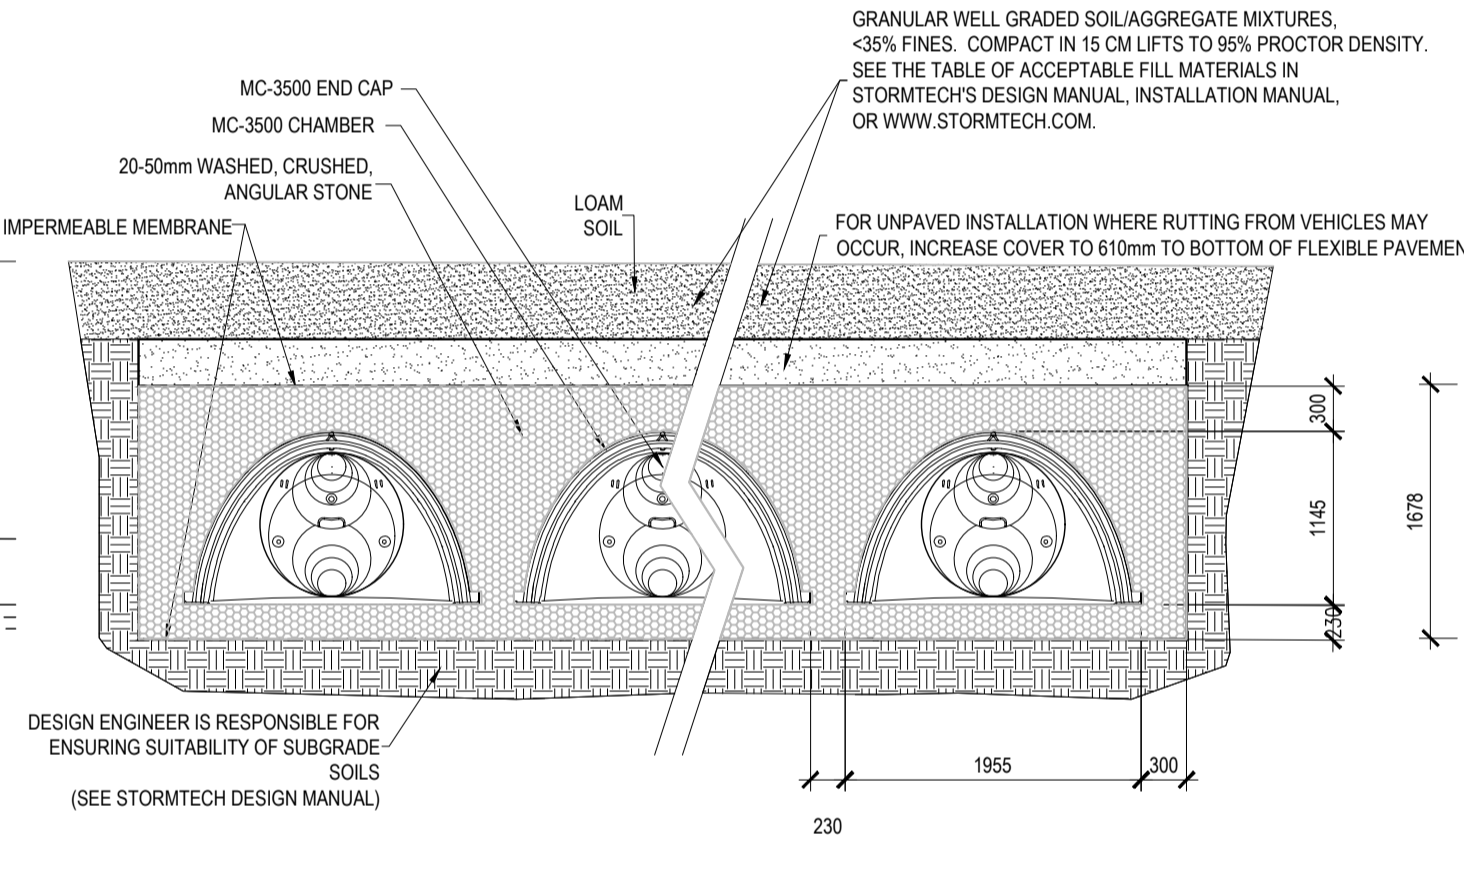 GRANULAR WELL GRADED SOIL/AGGREGATE MIXTURES,
<35% FINES. COMPACT IN 15 CM LIFTS TO 95% PROCTOR DENSITY.
SEE THE TABLE OF ACCEPTABLE FILL MATERIALS IN
STORMTECH'S DESIGN MANUAL, INSTALLATION MANUAL,
OR WWW.STORMTECH.COM.
MC-3500 END CAP
MC-3500 CHAMBER
20-50mm WASHED, CRUSHED,
ANGULAR STONE
IMPERMEABLE MEMBRANE
LOAM
SOIL
FOR UNPAVED INSTALLATION WHERE RUTTING FROM VEHICLES MAY
OCCUR, INCREASE COVER TO 610mm TO BOTTOM OF FLEXIBLE PAVEMEN
300
1145
230
1678
DESIGN ENGINEER IS RESPONSIBLE FOR
ENSURING SUITABILITY OF SUBGRADE
SOILS
(SEE STORMTECH DESIGN MANUAL)
1955
300
230